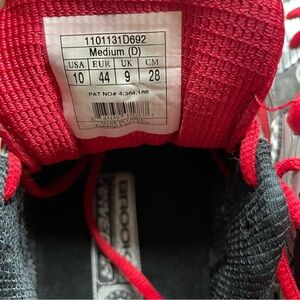 1101131D692
Medium (D)
USA EUR UK CM
10 44 9 28
PAT NO# 4,364,188
BROOKS